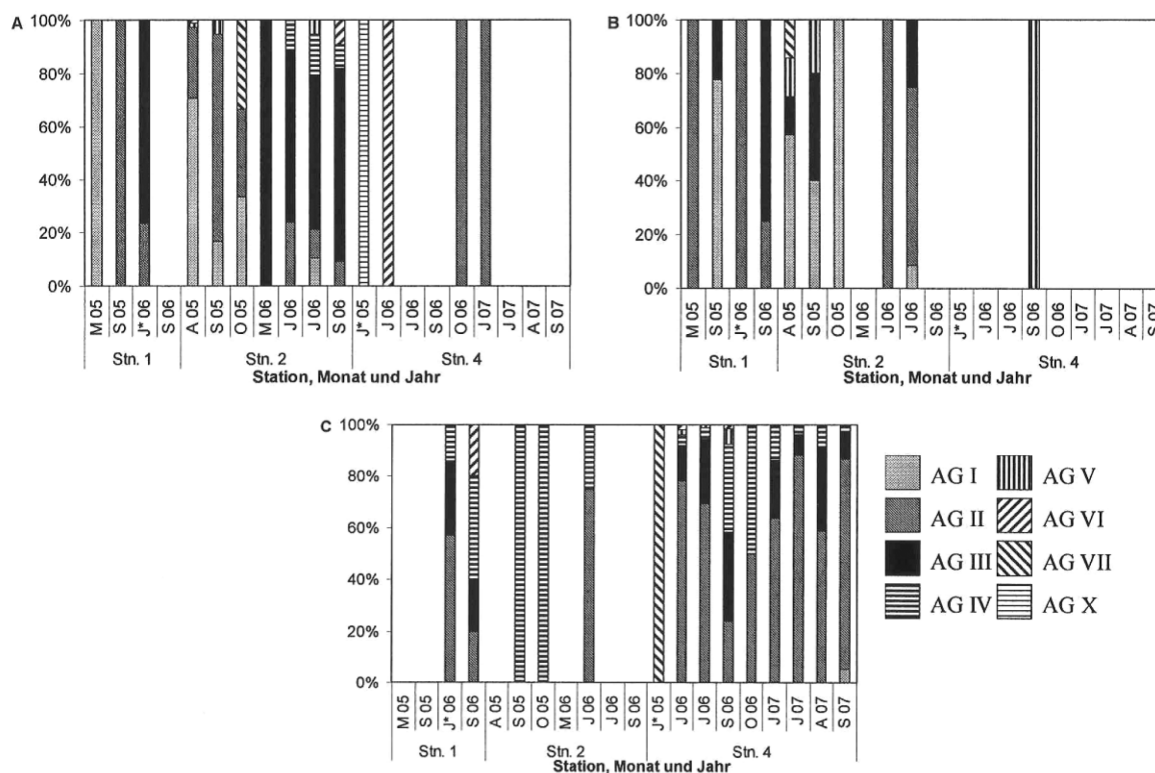 A
100%
80%
60%
40%
20%
0%
M 05 S 05 J* 06 S 06 A 05 S 05 O 05 M 06 J 06 J 06 S 06 J* 05 J 06 J 06 S 06 O 06 J 07 J 07 A 07 S 07
Stn. 1 Stn. 2 Stn. 4
Station, Monat und Jahr
B
100%
80%
60%
40%
20%
0%
M 05 S 05 J* 06 S 06 A 05 S 05 O 05 M 06 J 06 J 06 S 06 J* 05 J 06 J 06 S 06 O 06 J 07 J 07 A 07 S 07
Stn. 1 Stn. 2 Stn. 4
Station, Monat und Jahr
C
100%
80%
60%
40%
20%
0%
M 05 S 05 J* 06 S 06 A 05 S 05 O 05 M 06 J 06 J 06 S 06 J* 05 J 06 J 06 S 06 O 06 J 07 J 07 A 07 S 07
Stn. 1 Stn. 2 Stn. 4
Station, Monat und Jahr
AG I AG V
AG II AG VI
AG III AG VII
AG IV AG X